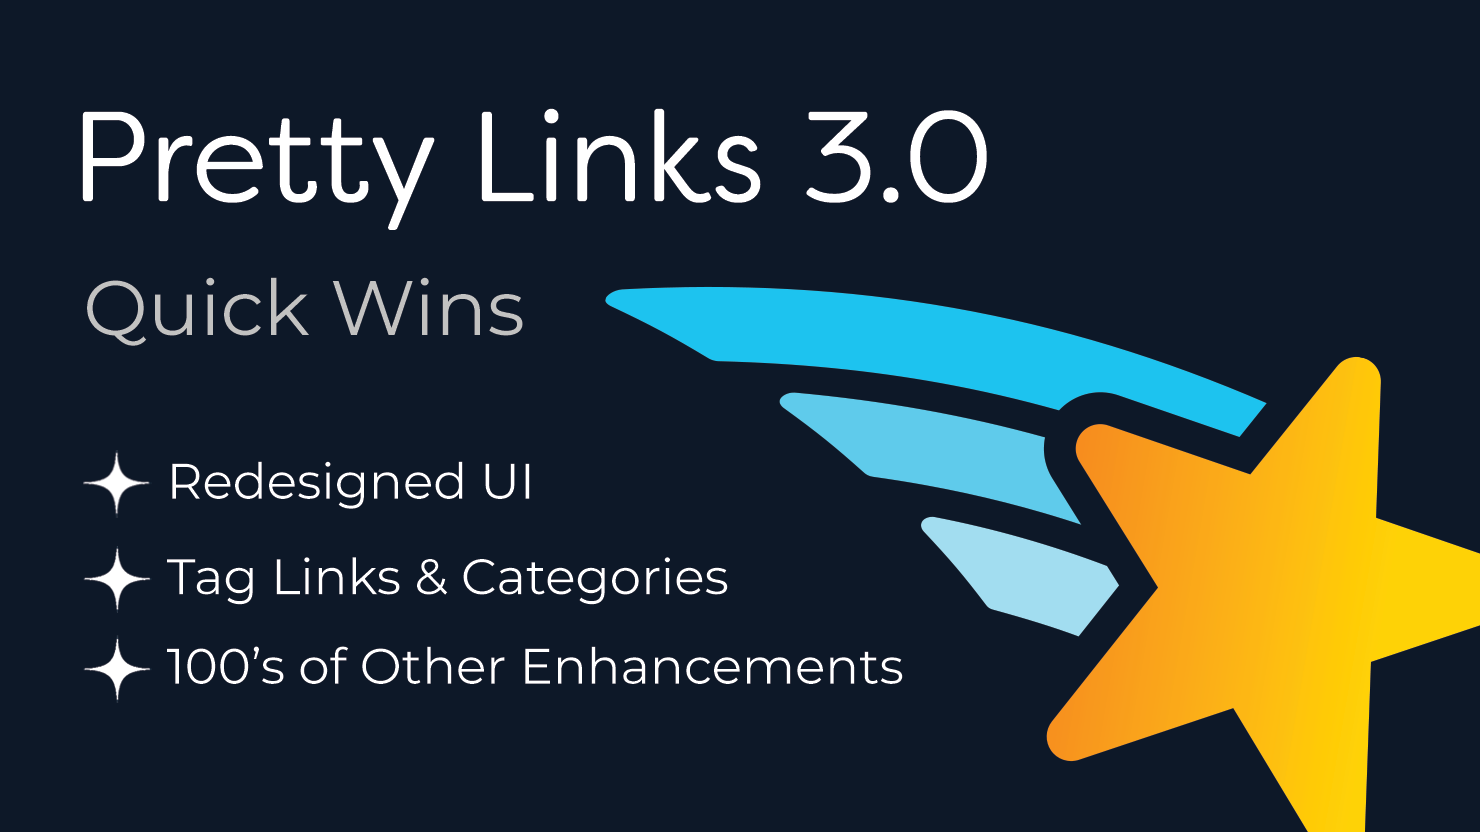 Pretty Links 3.0
Quick Wins
Redesigned UI
Tag Links & Categories
100’s of Other Enhancements